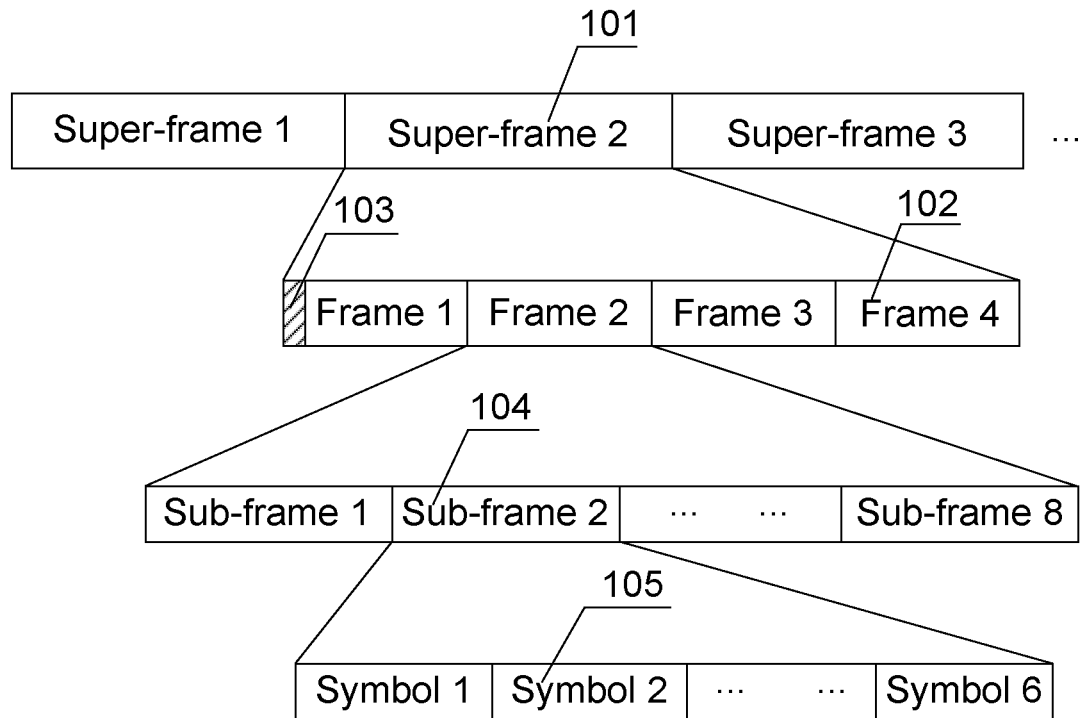 101
Super-frame 1 Super-frame 2 Super-frame 3 ...
103 102
Frame 1 Frame 2 Frame 3 Frame 4
104
Sub-frame 1 Sub-frame 2 ... ... Sub-frame 8
105
Symbol 1 Symbol 2 ... ... Symbol 6